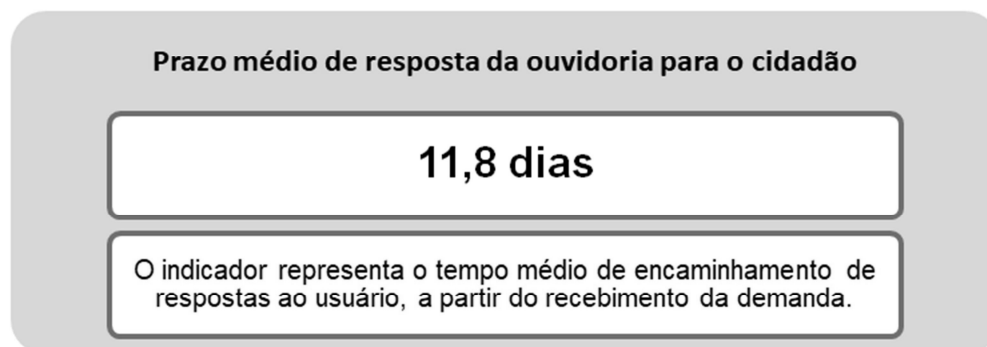 Prazo médio de resposta da ouvidoria para o cidadão
11,8 dias
O indicador representa o tempo médio de encaminhamento de
respostas ao usuário, a partir do recebimento da demanda.